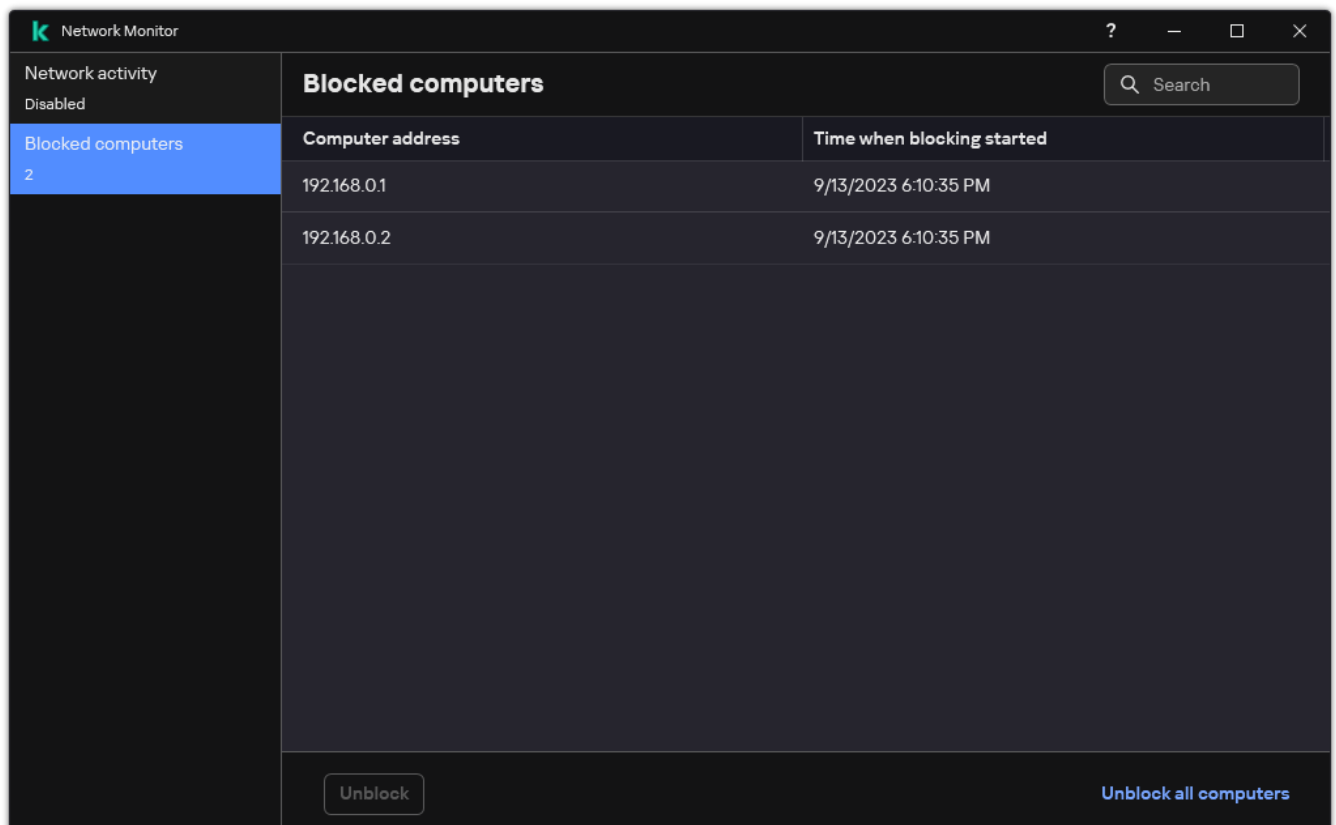 Network Monitor
?
Network activity
Disabled
Blocked computers
2
Blocked computers
Search
Computer address Time when blocking started
192.168.0.1 9/13/2023 6:10:35 PM
192.168.0.2 9/13/2023 6:10:35 PM
Unblock
Unblock all computers